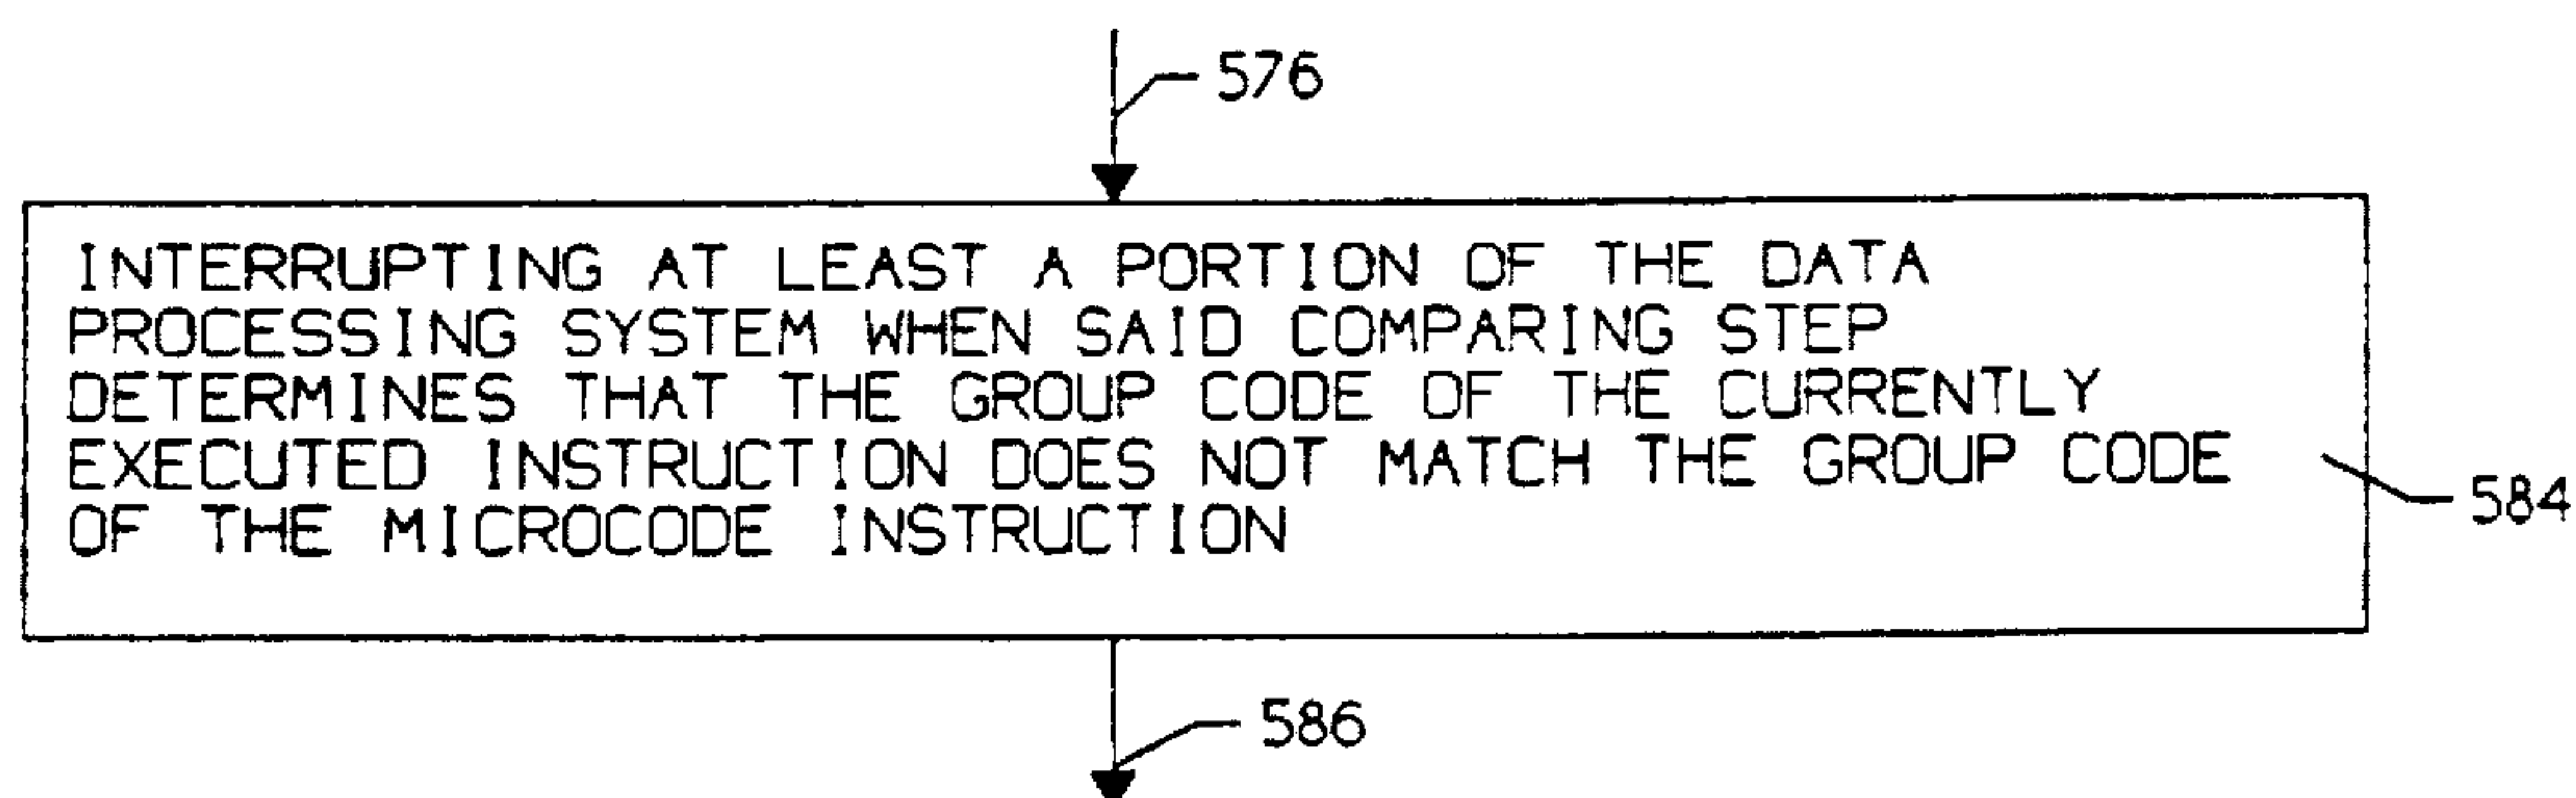 576
INTERRUPTING AT LEAST A PORTION OF THE DATA
PROCESSING SYSTEM WHEN SAID COMPARING STEP
DETERMINES THAT THE GROUP CODE OF THE CURRENTLY
EXECUTED INSTRUCTION DOES NOT MATCH THE GROUP CODE
OF THE MICROCODE INSTRUCTION
584
586